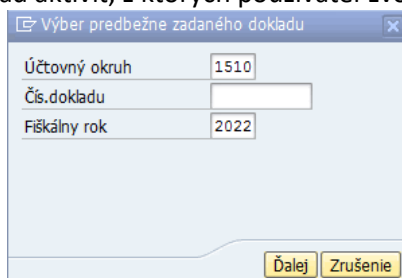 Výber predbežne zadaného dokladu
Účtovný okruh 1510
Čís.dokladu
Fiškálny rok 2022
Ďalej Zrušenie